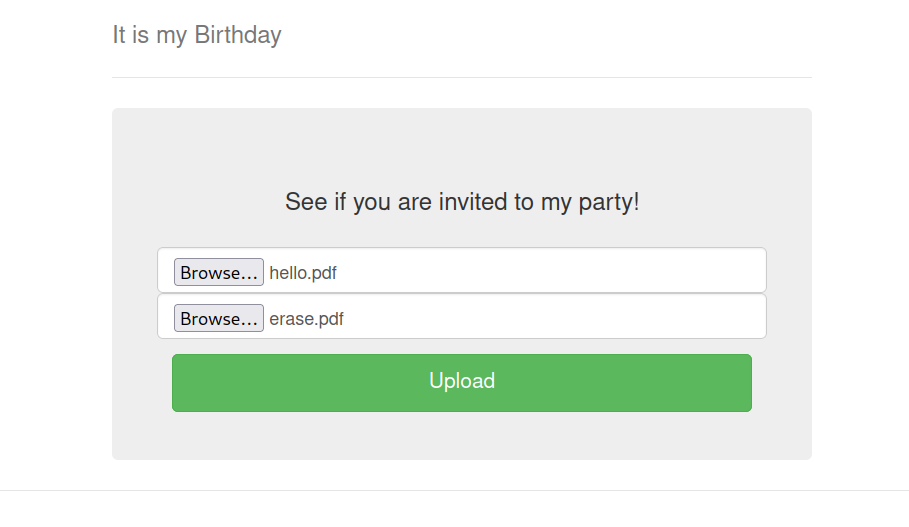 It is my Birthday
See if you are invited to my party!
Browse... hello.pdf
Browse... erase.pdf
Upload